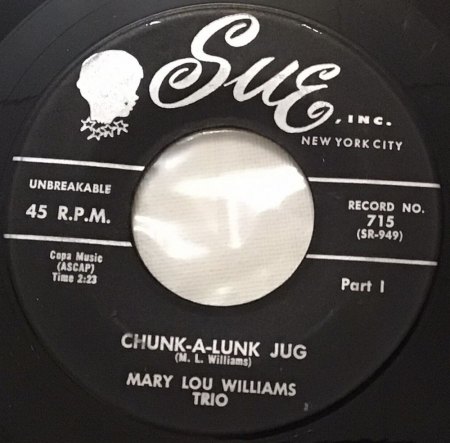 Sue, INC.
NEW YORK CITY
UNBREAKABLE
45 R.P.M.
RECORD NO.
715
(SR-949)
Copa Music
(ASCAP)
Time 2:23
Part I
CHUNK-A-LUNK JUG
(M. L. Williams)
MARY LOU WILLIAMS
TRIO